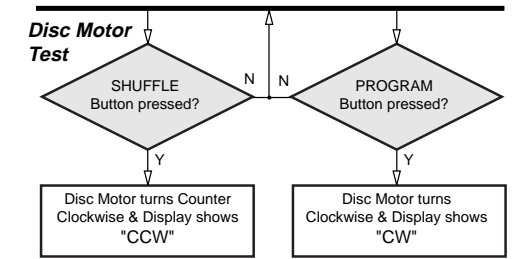 Disc Motor
Test
SHUFFLE
Button pressed?
N
N
PROGRAM
Button pressed?
Y
Y
Disc Motor turns Counter
Clockwise & Display shows
"CCW"
Disc Motor turns
Clockwise & Display shows
"CW"